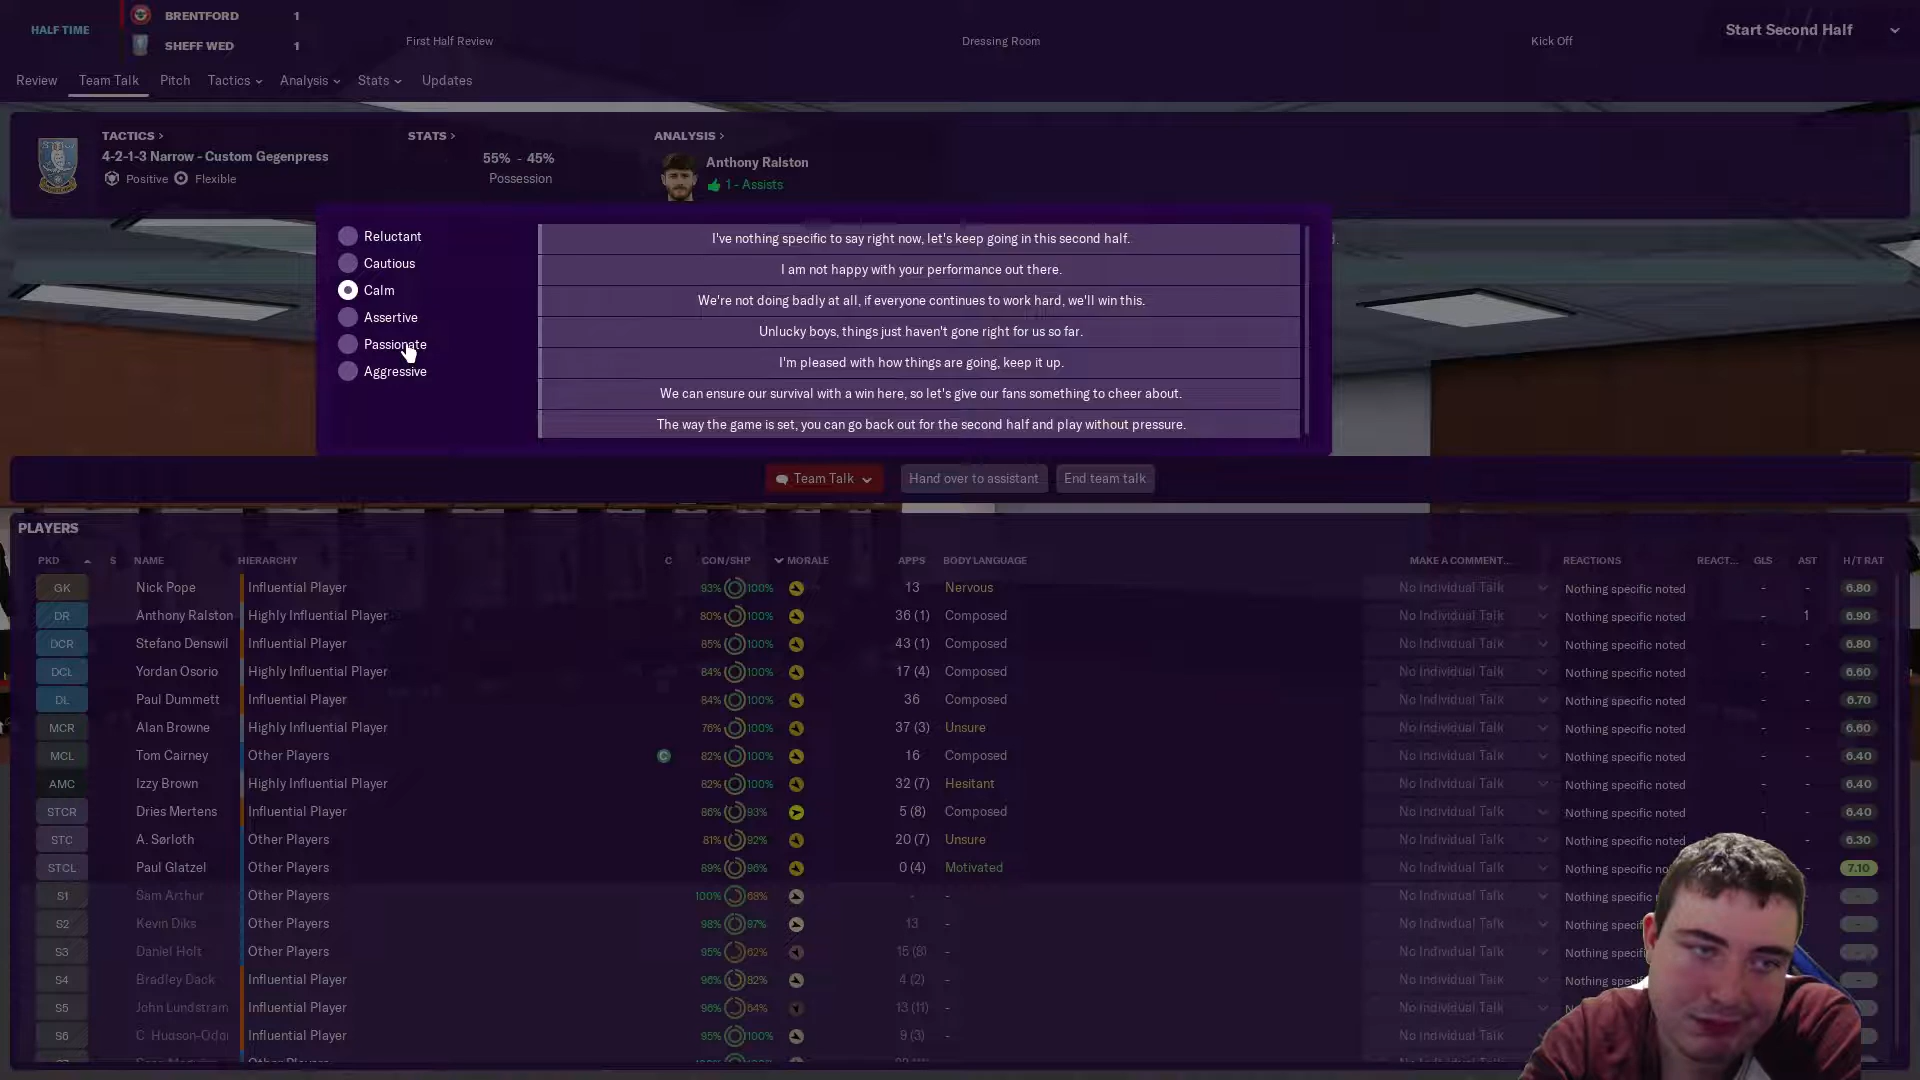 HALF TIME
BRENTFORD 1
SHEFF WED 1
First Half Review
Dressing Room
Kick Off
Start Second Half
Review Team Talk Pitch Tactics Analysis Stats Updates
TACTICS >
4-2-1-3 Narrow - Custom Gegenpress
Positive Flexible
STATS >
55% - 45%
Possession
ANALYSIS >
Anthony Ralston
1 - Assists
Reluctant
Cautious
Calm
Assertive
Passionate
Aggressive
I've nothing specific to say right now, let's keep going in this second half.
I am not happy with your performance out there.
We're not doing badly at all, if everyone continues to work hard, we'll win this.
Unlucky boys, things just haven't gone right for us so far.
I'm pleased with how things are going, keep it up.
We can ensure our survival with a win here, so let's give our fans something to cheer about.
The way the game is set, you can go back out for the second half and play without pressure.
Team Talk Hand over to assistant End team talk
PLAYERS
PKD S NAME HIERARCHY C CON/SHP MORALE APPS BODY LANGUAGE MAKE A COMMENT... REACTIONS REACT... GLS AST H/T RAT
GK Nick Pope Influential Player 93% 100% 13 Nervous No Individual Talk Nothing specific noted - - 6.80
DR Anthony Ralston Highly Influential Player 80% 100% 36 (1) Composed No Individual Talk Nothing specific noted - 1 6.90
DCR Stefano Denswil Influential Player 85% 100% 43 (1) Composed No Individual Talk Nothing specific noted - - 6.80
DCL Yordan Osorio Highly Influential Player 84% 100% 17 (4) Composed No Individual Talk Nothing specific noted - - 6.60
DL Paul Dummett Influential Player 84% 100% 36 Composed No Individual Talk Nothing specific noted - - 6.70
MCR Alan Browne Highly Influential Player 76% 100% 37 (3) Unsure No Individual Talk Nothing specific noted - - 6.60
MCL Tom Cairney Other Players C 82% 100% 16 Composed No Individual Talk Nothing specific noted - - 6.40
AMC Izzy Brown Highly Influential Player 82% 100% 32 (7) Hesitant No Individual Talk Nothing specific noted - - 6.40
STCR Dries Mertens Influential Player 86% 93% 5 (8) Composed No Individual Talk Nothing specific noted - - 6.40
STC A. Sørloth Other Players 81% 92% 20 (7) Unsure No Individual Talk Nothing specific noted - - 6.30
STCL Paul Glatzel Other Players 89% 96% 0 (4) Motivated No Individual Talk Nothing specific 7.10
S1 Sam Arthur Other Players 100% 68% - - No Individual Talk Nothing specific
S2 Kevin Diks Other Players 98% 87% 13 - No Individual Talk Nothing specific
S3 Daniel Holt Other Players 95% 62% 15 (8) - No Individual Talk Nothing specific
S4 Bradley Dack Influential Player 96% 82% 4 (2) - No Individual Talk Nothing specific
S5 John Lundstram Influential Player 96% 64% 13 (11) - No Individual Talk Nothing
S6 Influential Player 95% 100% 9 (3) - No Individual Talk Nothing